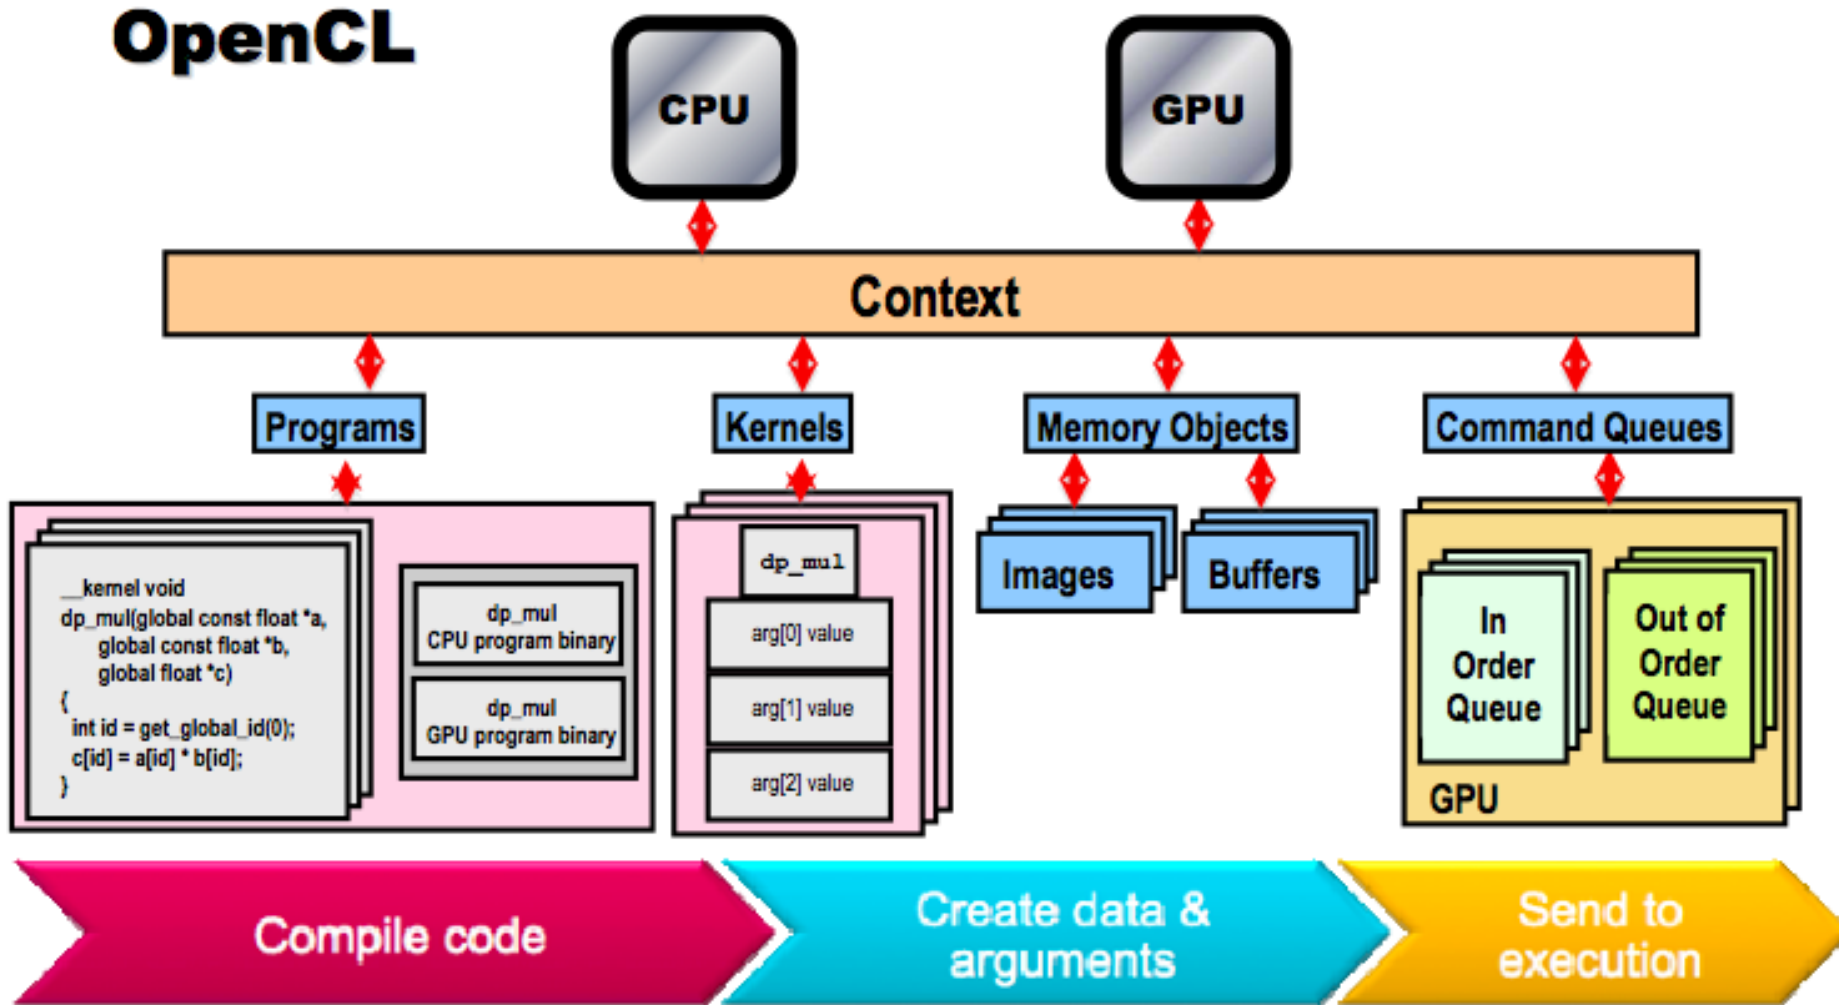 OpenCL
CPU
GPU
Context
Programs
Kernels
Memory Objects
Command Queues
__kernel void
dp_mul(global const float *a,
global const float *b,
global float *c)
{
int id = get_global_id(0);
c[id] = a[id] * b[id];
}
dp_mul
CPU program binary
dp_mul
GPU program binary
dp_mul
arg[0] value
arg[1] value
arg[2] value
Images
Buffers
In
Order
Queue
Out of
Order
Queue
GPU
Compile code
Create data &
arguments
Send to
execution